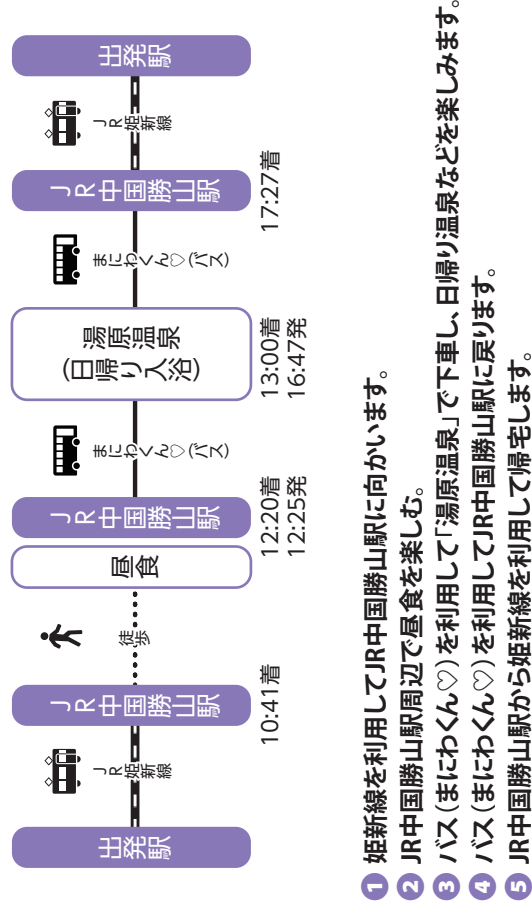 出発駅
JR姫新線
JR中国勝山駅
10:41着
徒歩
昼食
JR中国勝山駅
12:20着
12:25発
まにわくん♡(バス)
湯原温泉
(日帰り入浴)
13:00着
16:47発
まにわくん♡(バス)
JR中国勝山駅
17:27着
JR姫新線
出発駅
1 姫新線を利用してJR中国勝山駅に向かいます。
2 JR中国勝山駅周辺で昼食を楽しむ。
3 バス(まにわくん♡)を利用して「湯原温泉」で下車し、日帰り温泉などを楽しみます。
4 バス(まにわくん♡)を利用してJR中国勝山駅に戻ります。
5 JR中国勝山駅から姫新線を利用して帰宅します。